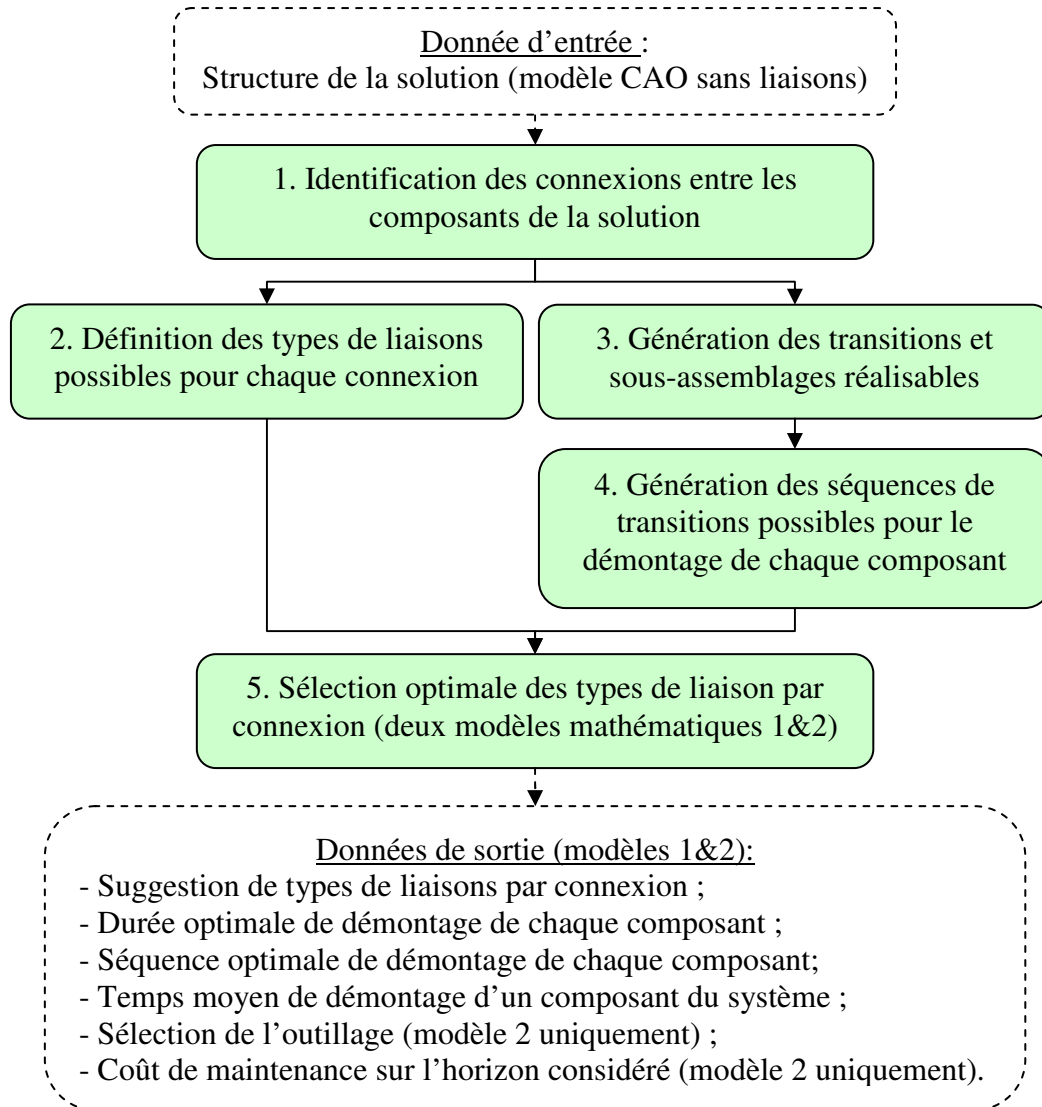 Donnée d'entrée :
Structure de la solution (modèle CAO sans liaisons)
1. Identification des connexions entre les
composants de la solution
2. Définition des types de liaisons
possibles pour chaque connexion
3. Génération des transitions et
sous-assemblages réalisables
4. Génération des séquences de
transitions possibles pour le
démontage de chaque composant
5. Sélection optimale des types de liaison par
connexion (deux modèles mathématiques 1&2)
Données de sortie (modèles 1&2):
- Suggestion de types de liaisons par connexion ;
- Durée optimale de démontage de chaque composant ;
- Séquence optimale de démontage de chaque composant;
- Temps moyen de démontage d'un composant du système ;
- Sélection de l'outillage (modèle 2 uniquement) ;
- Coût de maintenance sur l'horizon considéré (modèle 2 uniquement).